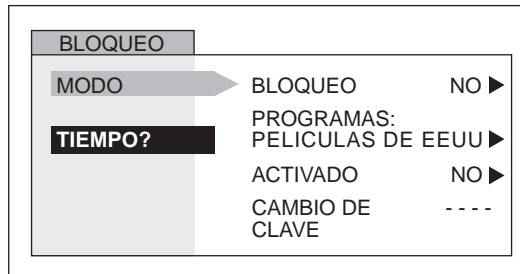 BLOQUEO
MODO
TIEMPO?
BLOQUEO NO
PROGRAMAS:
PELICULAS DE EEUU
ACTIVADO NO
CAMBIO DE - - - -
CLAVE